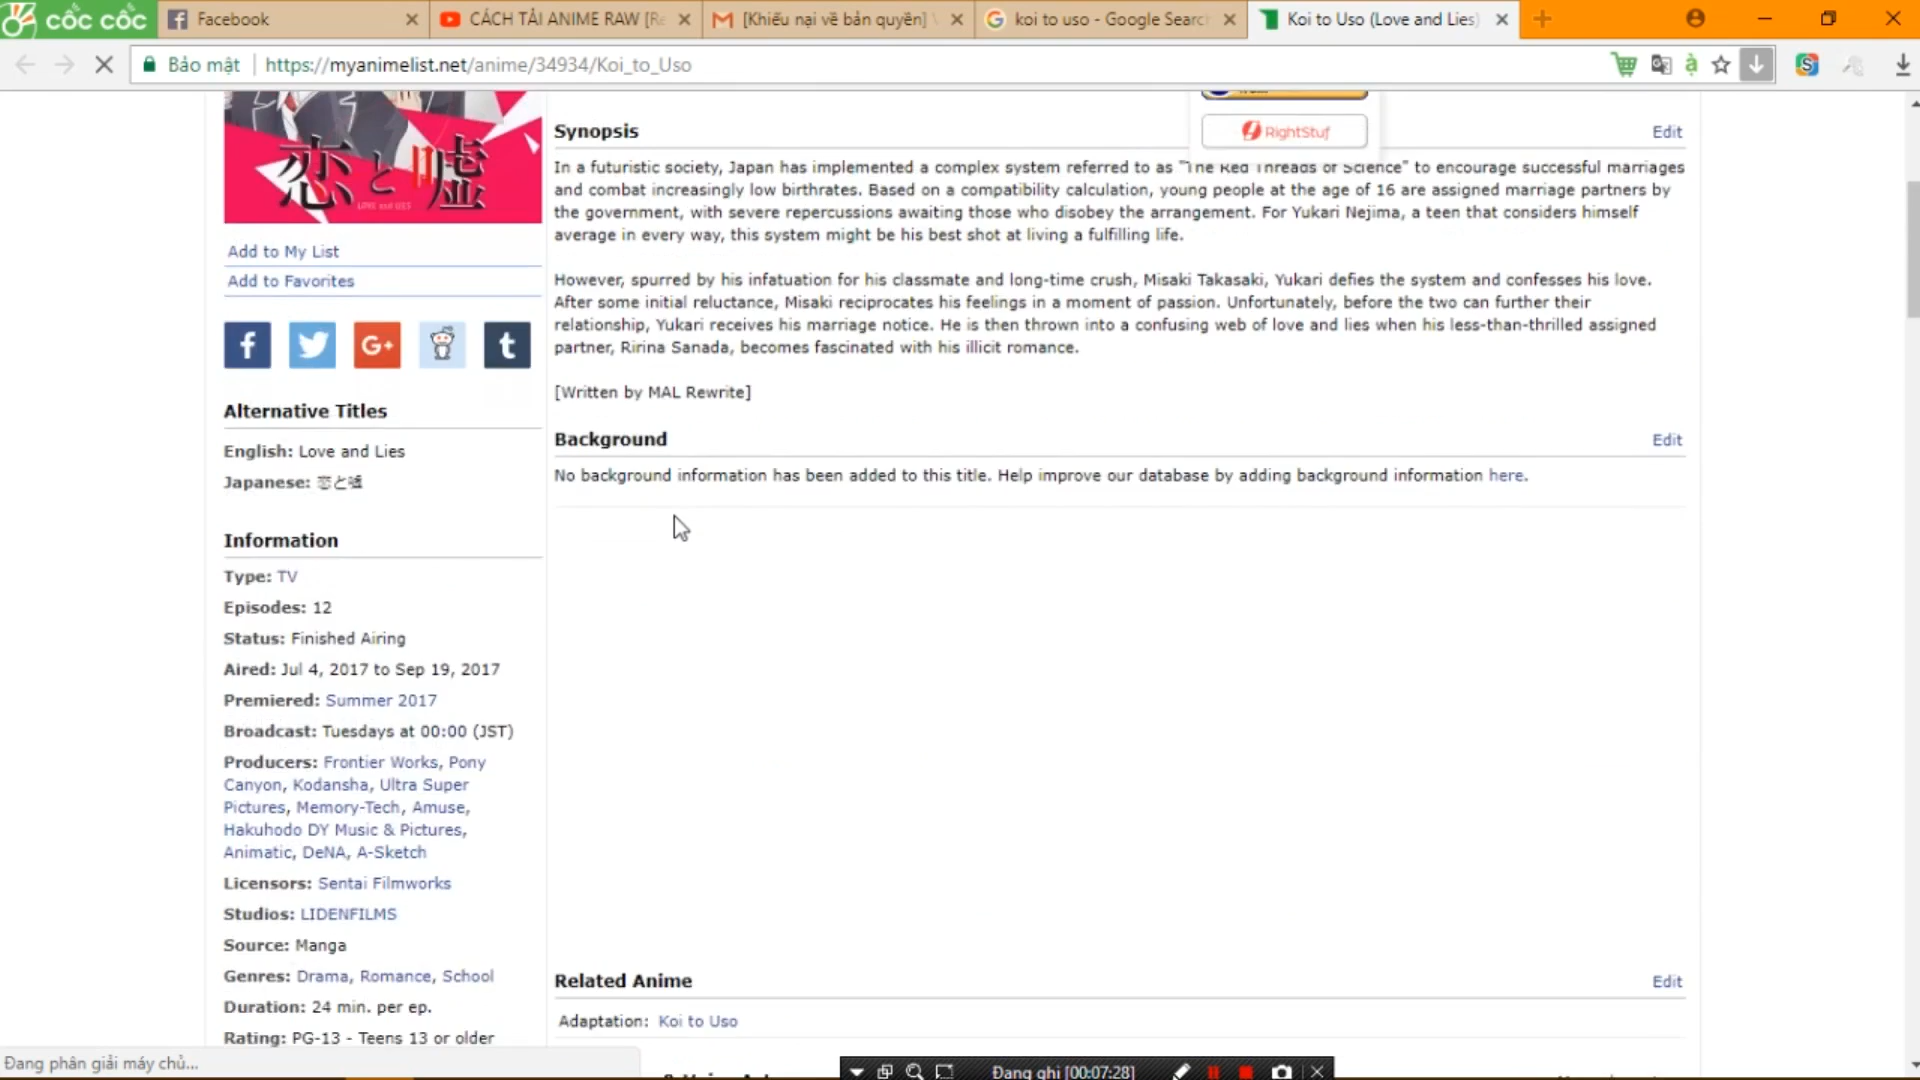 cốc cốc
Facebook
CÁCH TẢI ANIME RAW [Re
[Khiếu nại về bản quyền]
koi to uso - Google Searc
Koi to Uso (Love and Lies)
Bảo mật
https://myanimelist.net/anime/34934/Koi_to_Uso
恋と嘘
LOVE and LIES
Add to My List
Add to Favorites
Alternative Titles
English: Love and Lies
Japanese: 恋と嘘
Information
Type: TV
Episodes: 12
Status: Finished Airing
Aired: Jul 4, 2017 to Sep 19, 2017
Premiered: Summer 2017
Broadcast: Tuesdays at 00:00 (JST)
Producers: Frontier Works, Pony
Canyon, Kodansha, Ultra Super
Pictures, Memory-Tech, Amuse,
Hakuhodo DY Music & Pictures,
Animatic, DeNA, A-Sketch
Licensors: Sentai Filmworks
Studios: LIDENFILMS
Source: Manga
Genres: Drama, Romance, School
Duration: 24 min. per ep.
Rating: PG-13 - Teens 13 or older
RightStuf
Synopsis
Edit
In a futuristic society, Japan has implemented a complex system referred to as "The Red Threads of Science" to encourage successful marriages
and combat increasingly low birthrates. Based on a compatibility calculation, young people at the age of 16 are assigned marriage partners by
the government, with severe repercussions awaiting those who disobey the arrangement. For Yukari Nejima, a teen that considers himself
average in every way, this system might be his best shot at living a fulfilling life.
However, spurred by his infatuation for his classmate and long-time crush, Misaki Takasaki, Yukari defies the system and confesses his love.
After some initial reluctance, Misaki reciprocates his feelings in a moment of passion. Unfortunately, before the two can further their
relationship, Yukari receives his marriage notice. He is then thrown into a confusing web of love and lies when his less-than-thrilled assigned
partner, Ririna Sanada, becomes fascinated with his illicit romance.
[Written by MAL Rewrite]
Background
Edit
No background information has been added to this title. Help improve our database by adding background information here.
Related Anime
Edit
Adaptation: Koi to Uso
Đang phân giải máy chủ...
Đang ghi [00:07:28]